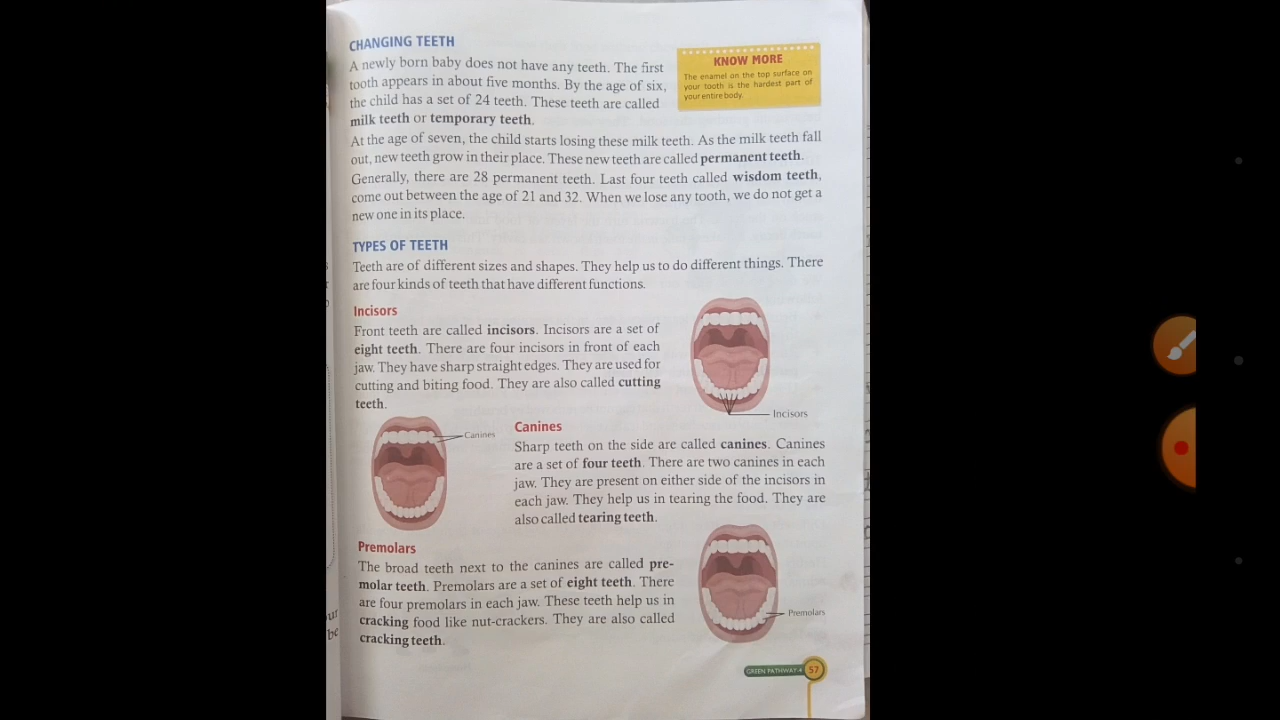 CHANGING TEETH
A newly born baby does not have any teeth. The first
tooth appears in about five months. By the age of six,
the child has a set of 24 teeth. These teeth are called
milk teeth or temporary teeth.
KNOW MORE
The enamel on the top surface on
your tooth is the hardest part of
your entire body.
At the age of seven, the child starts losing these milk teeth. As the milk teeth fall
out, new teeth grow in their place. These new teeth are called permanent teeth.
Generally, there are 28 permanent teeth. Last four teeth called wisdom teeth,
come out between the age of 21 and 32. When we lose any tooth, we do not get a
new one in its place.
TYPES OF TEETH
Teeth are of different sizes and shapes. They help us to do different things. There
are four kinds of teeth that have different functions.
Incisors
Front teeth are called incisors. Incisors are a set of
eight teeth. There are four incisors in front of each
jaw. They have sharp straight edges. They are used for
cutting and biting food. They are also called cutting
teeth.
Incisors
Canines
Canines
Sharp teeth on the side are called canines. Canines
are a set of four teeth. There are two canines in each
jaw. They are present on either side of the incisors in
each jaw. They help us in tearing the food. They are
also called tearing teeth.
Premolars
The broad teeth next to the canines are called pre-
molar teeth. Premolars are a set of eight teeth. There
are four premolars in each jaw. These teeth help us in
cracking food like nut-crackers. They are also called
cracking teeth.
Premolars
GREEN PATHWAY-4 57